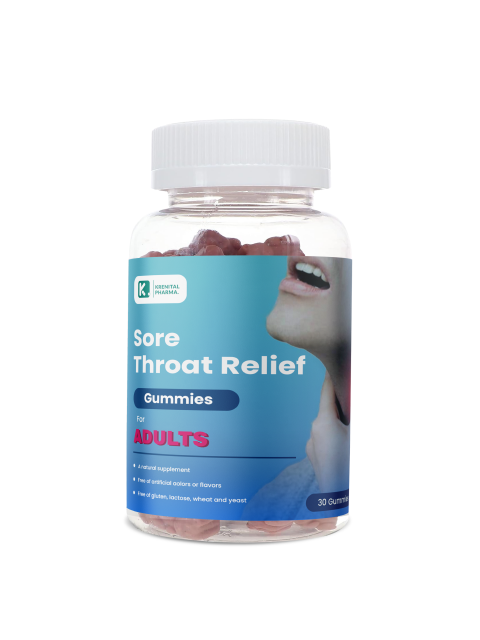 K.
KRENITAL
PHARMA.
Sore
Throat Relief
Gummies
For
ADULTS
A natural supplement
Free of artificial colors or flavors
Free of gluten, lactose, wheat and yeast
30 Gummies